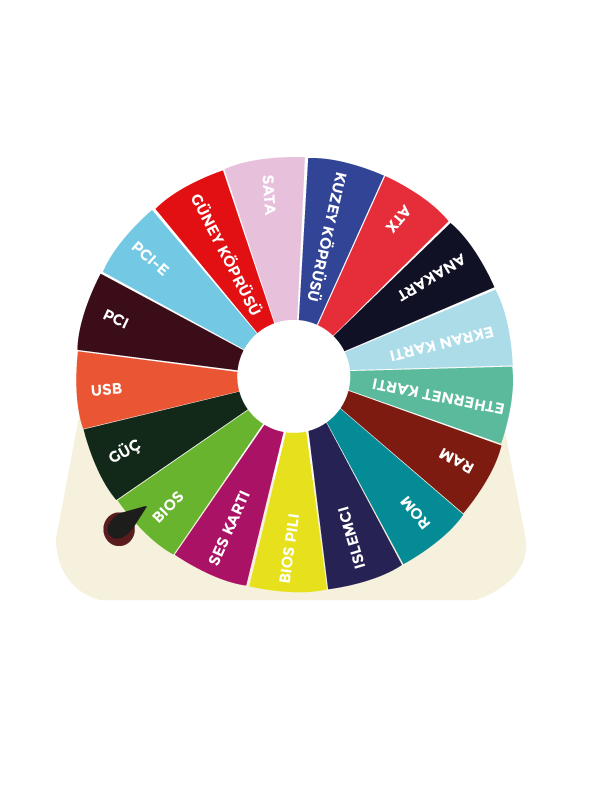 SATA
KUZEY KÖPRÜSÜ
ATX
ANAKART
EKRAN KARTI
ETHERNET KARTI
RAM
ROM
ISLEMCI
BIOS PILI
SES KARTI
BIOS
GÜÇ
USB
PCI
PCI-E
GÜNEY KÖPRÜSÜ